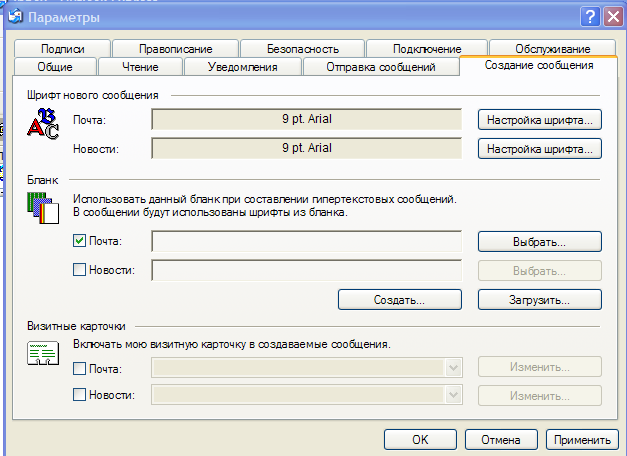 Параметры
Подписи
Правописание
Безопасность
Подключение
Обслуживание
Общие
Чтение
Уведомления
Отправка сообщений
Создание сообщения
Шрифт нового сообщения
Почта:
9 pt. Arial
Настройка шрифта...
Новости:
9 pt. Arial
Настройка шрифта...
Бланк
Использовать данный бланк при составлении гипертекстовых сообщений.
В сообщении будут использованы шрифты из бланка.
Почта:
Выбрать...
Новости:
Выбрать...
Создать...
Загрузить...
Визитные карточки
Включать мою визитную карточку в создаваемые сообщения.
Почта:
Изменить...
Новости:
Изменить...
OK
Отмена
Применить